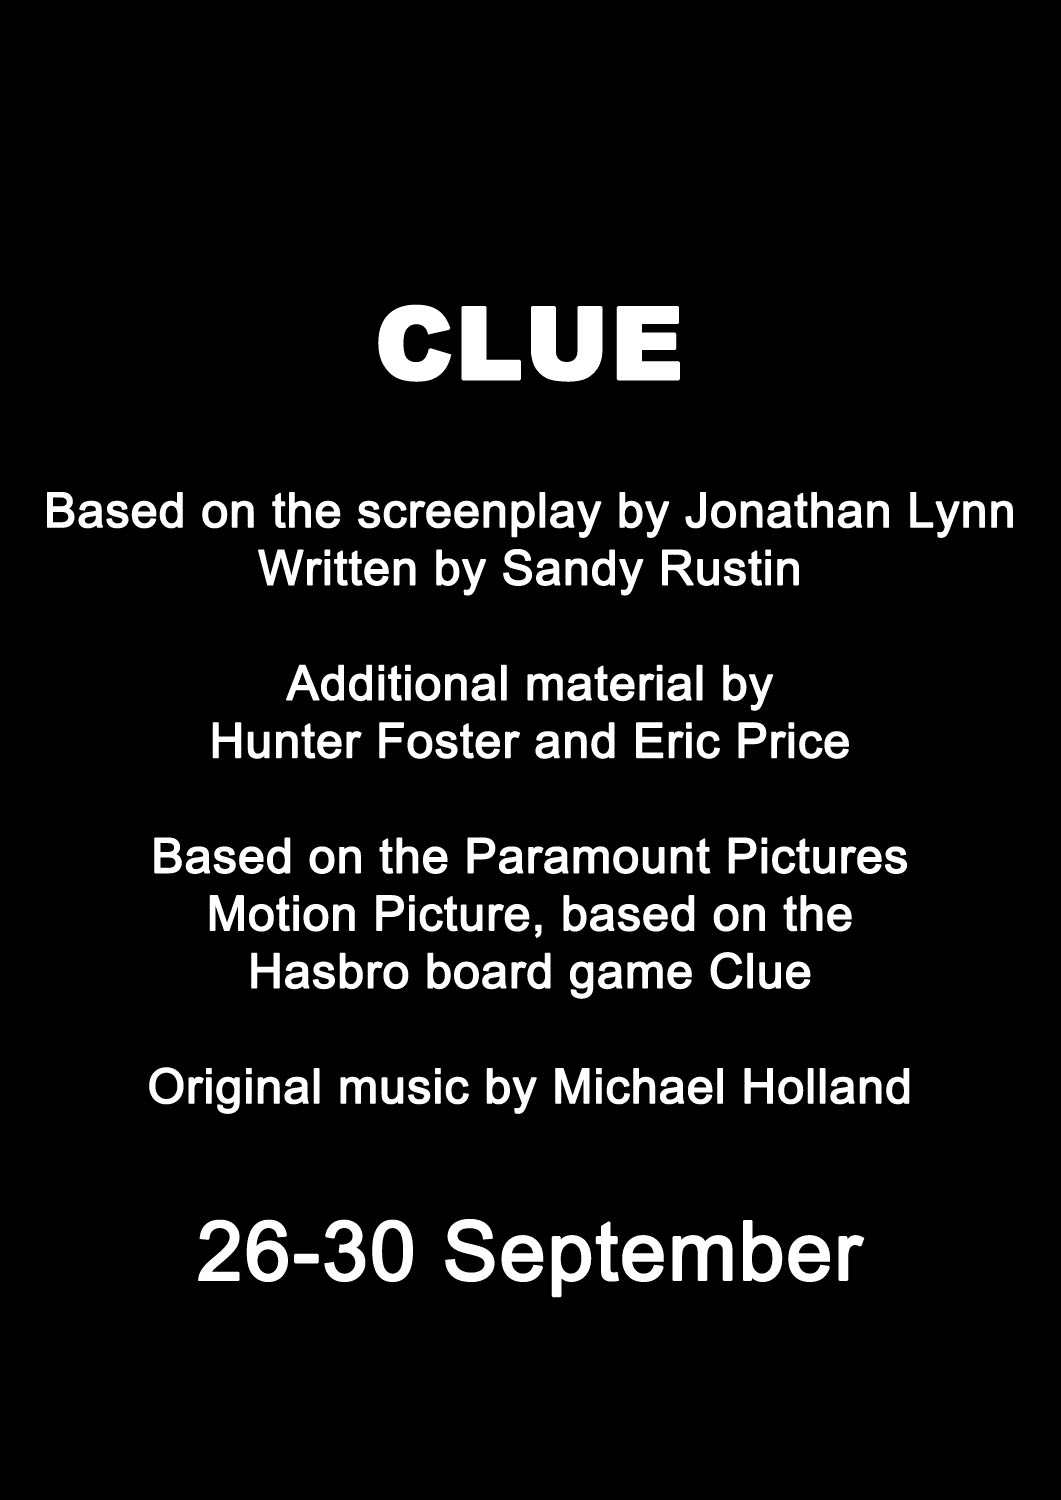 CLUE
Based on the screenplay by Jonathan Lynn
Written by Sandy Rustin
Additional material by
Hunter Foster and Eric Price
Based on the Paramount Pictures
Motion Picture, based on the
Hasbro board game Clue
Original music by Michael Holland
26-30 September